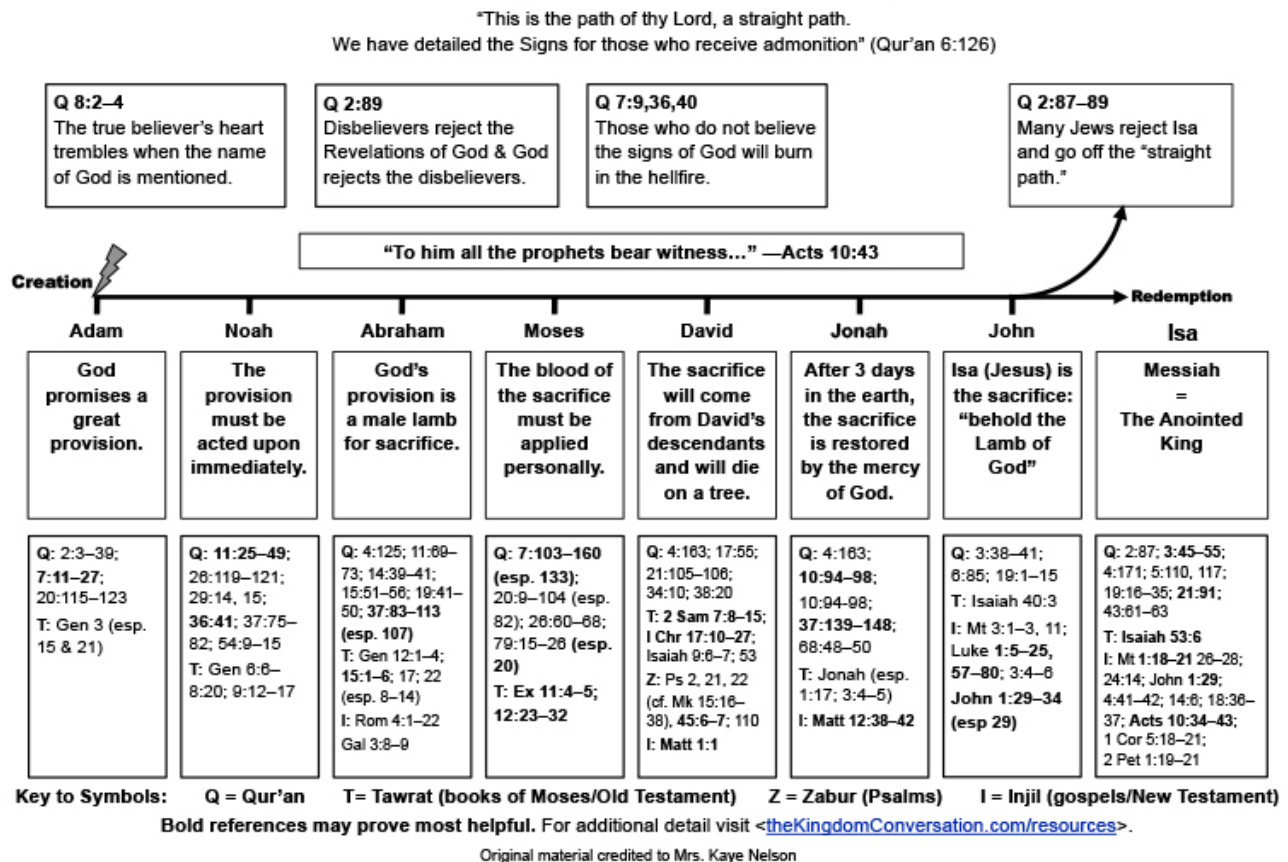 “This is the path of thy Lord, a straight path.
We have detailed the Signs for those who receive admonition” (Qur’an 6:126)
Q 8:2–4
The true believer’s heart
trembles when the name
of God is mentioned.
Q 2:89
Disbelievers reject the
Revelations of God & God
rejects the disbelievers.
Q 7:9,36,40
Those who do not believe
the signs of God will burn
in the hellfire.
Q 2:87–89
Many Jews reject Isa
and go off the “straight
path.”
“To him all the prophets bear witness…” —Acts 10:43
Creation
Redemption
Adam
Noah
Abraham
Moses
David
Jonah
John
Isa
God
promises a
great
provision.
The
provision
must be
acted upon
immediately.
God’s
provision is
a male lamb
for sacrifice.
The blood of
the sacrifice
must be
applied
personally.
The sacrifice
will come
from David’s
descendants
and will die
on a tree.
After 3 days
in the earth,
the sacrifice
is restored
by the mercy
of God.
Isa (Jesus) is
the sacrifice:
“behold the
Lamb of
God”
Messiah
=
The Anointed
King
Q: 2:3–39;
7:11–27;
20:115–123
T: Gen 3 (esp.
15 & 21)
Q: 11:25–49;
26:119–121;
29:14, 15;
36:41; 37:75–
82; 54:9–15
T: Gen 6:6–
8:20; 9:12–17
Q: 4:125; 11:69–
73; 14:39–41;
15:51–56; 19:41–
50; 37:83–113
(esp. 107)
T: Gen 12:1–4;
15:1–6; 17; 22
(esp. 8–14)
I: Rom 4:1–22
Gal 3:8–9
Q: 7:103–160
(esp. 133);
20:9–104 (esp.
82); 26:60–68;
79:15–26 (esp.
20)
T: Ex 11:4–5;
12:23–32
Q: 4:163; 17:55;
21:105–106;
34:10; 38:20
T: 2 Sam 7:8–15;
I Chr 17:10–27;
Isaiah 9:6–7; 53
Z: Ps 2, 21, 22
(cf. Mk 15:16–
38), 45:6–7; 110
I: Matt 1:1
Q: 4:163;
10:94–98;
10:94-98;
37:139–148;
68:48–50
T: Jonah (esp.
1:17; 3:4–5)
I: Matt 12:38–42
Q: 3:38–41;
6:85; 19:1–15
T: Isaiah 40:3
I: Mt 3:1–3, 11;
Luke 1:5–25,
57–80; 3:4–6
John 1:29–34
(esp 29)
Q: 2:87; 3:45–55;
4:171; 5:110, 117;
19:16–35; 21:91;
43:61–63
T: Isaiah 53:6
I: Mt 1:18–21 26–28;
24:14; John 1:29;
4:41–42; 14:6; 18:36–
37; Acts 10:34–43;
1 Cor 5:18–21;
2 Pet 1:19–21
Key to Symbols: Q = Qur’an T= Tawrat (books of Moses/Old Testament) Z = Zabur (Psalms) I = Injil (gospels/New Testament)
Bold references may prove most helpful. For additional detail visit <theKingdomConversation.com/resources>.
Original material credited to Mrs. Kaye Nelson